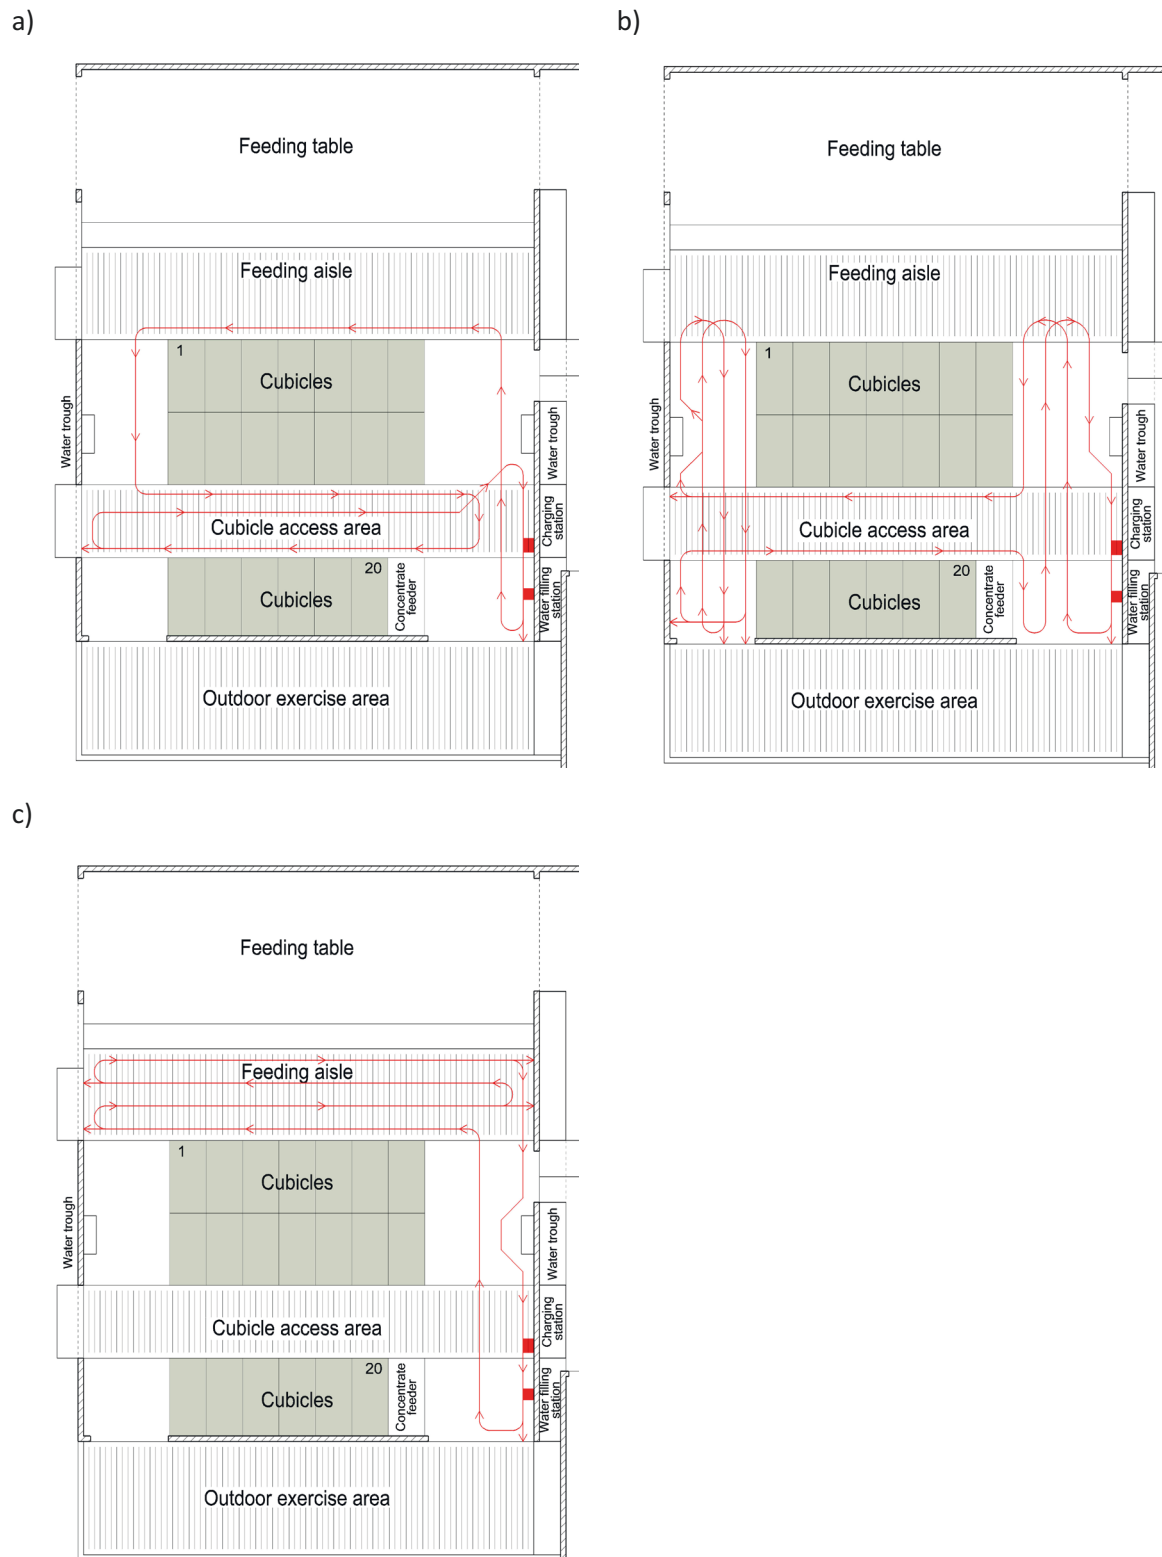 a)
Feeding table
Feeding aisle
1
Cubicles
Water trough
Water trough
Cubicle access area
Charging
station
20
Cubicles
Concentrate
feeder
Water filling
station
Outdoor exercise area
b)
Feeding table
Feeding aisle
1
Cubicles
Water trough
Water trough
Cubicle access area
Charging
station
20
Cubicles
Concentrate
feeder
Water filling
station
Outdoor exercise area
c)
Feeding table
Feeding aisle
1
Cubicles
Water trough
Water trough
Cubicle access area
Charging
station
20
Cubicles
Concentrate
feeder
Water filling
station
Outdoor exercise area